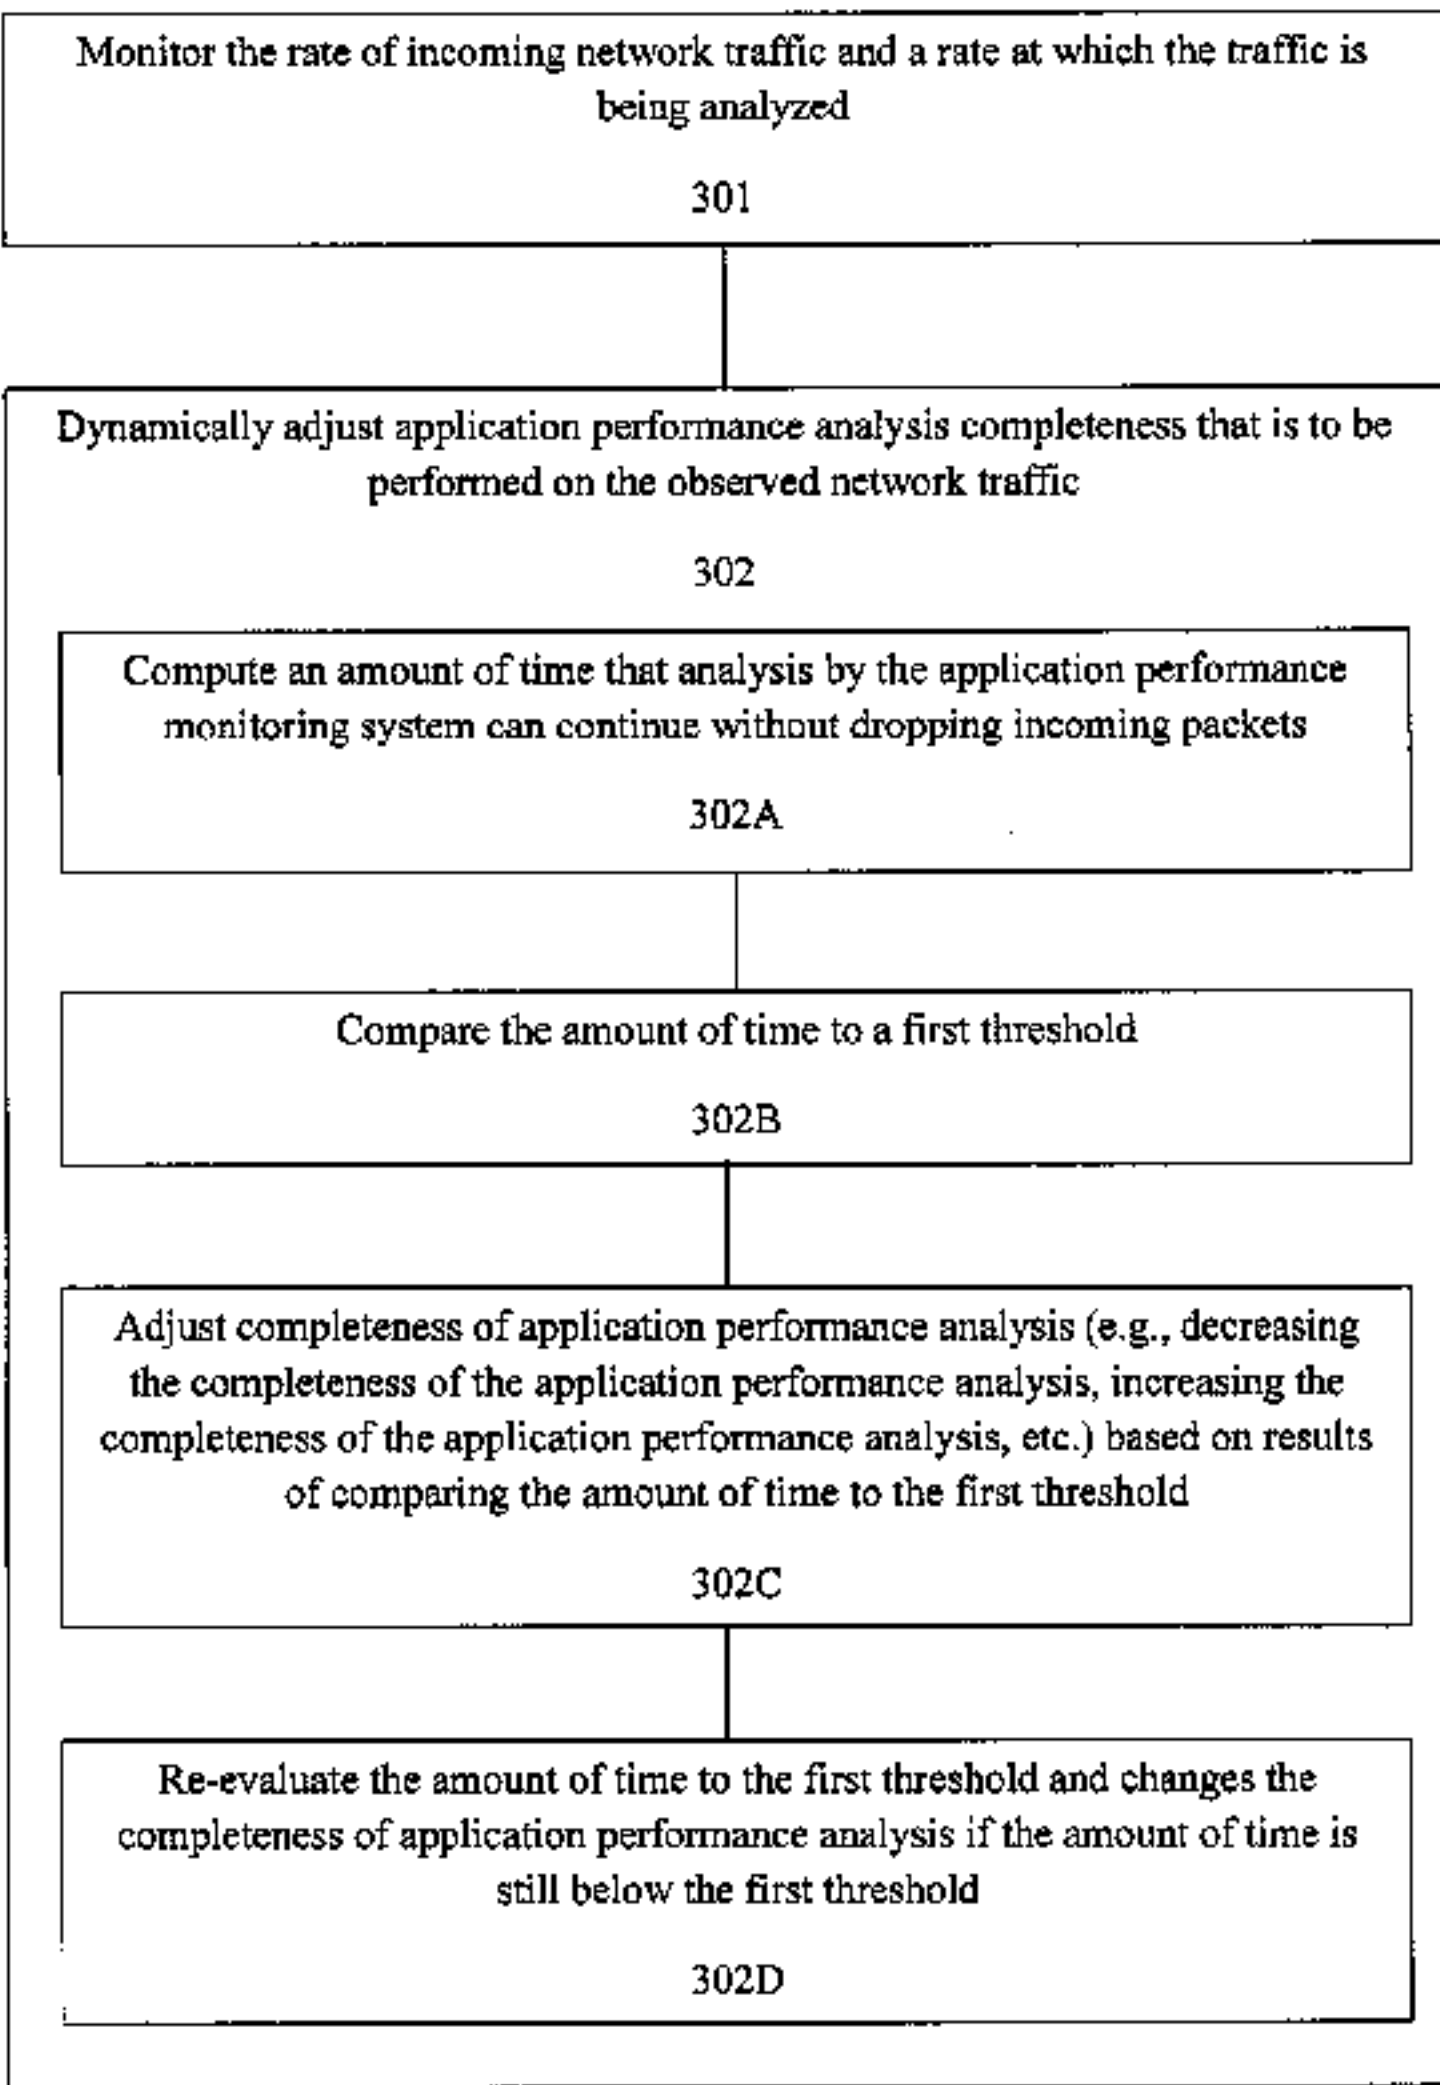 Monitor the rate of incoming network traffic and a rate at which the traffic is
being analyzed
301
Dynamically adjust application performance analysis completeness that is to be
performed on the observed network traffic
302
Compute an amount of time that analysis by the application performance
monitoring system can continue without dropping incoming packets
302A
Compare the amount of time to a first threshold
302B
Adjust completeness of application performance analysis (e.g., decreasing
the completeness of the application performance analysis, increasing the
completeness of the application performance analysis, etc.) based on results
of comparing the amount of time to the first threshold
302C
Re-evaluate the amount of time to the first threshold and changes the
completeness of application performance analysis if the amount of time is
still below the first threshold
302D